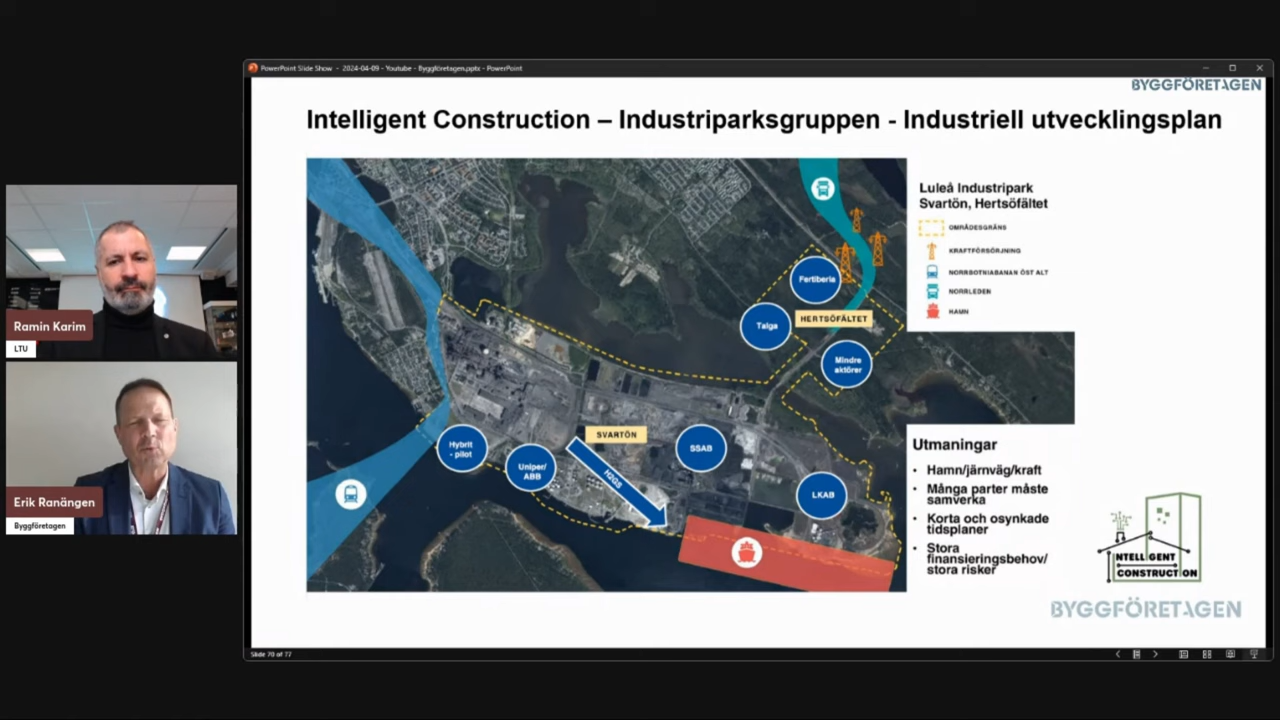 PowerPoint Slide Show - 2024-04-09 - Youtube - Byggföretagen.pptx - PowerPoint
BYGGFÖRETAGEN
Intelligent Construction – Industriparksgruppen - Industriell utvecklingsplan
Luleå Industripark
Svartön, Hertsöfältet
OMRÅDESGRÄNS
KRAFTFÖRSÖRJNING
NORRBOTNIABANAN ÖST ALT
NORRLEDEN
HAMN
Fertiberia
Talga
HERTSÖFÄLTET
Mindre
aktörer
SVARTÖN
Hybrit
- pilot
Uniper/
ABB
H2GS
SSAB
LKAB
Utmaningar
• Hamn/järnväg/kraft
• Många parter måste
samverka
• Korta och osynkade
tidsplaner
• Stora
finansieringsbehov/
stora risker
INTELLIGENT
CONSTRUCTION
BYGGFÖRETAGEN
Slide 70 of 77
Ramin Karim
LTU
Erik Ranängen
Byggföretagen